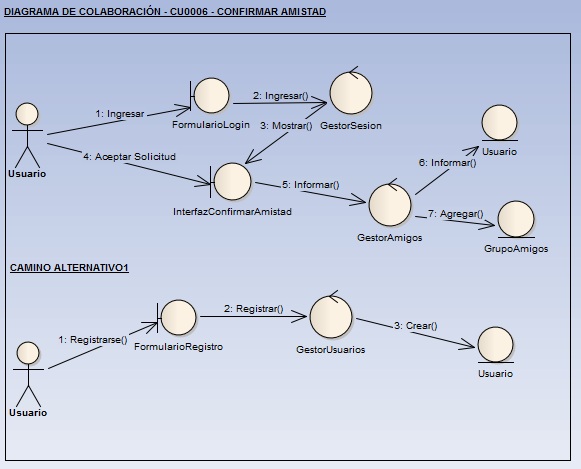 DIAGRAMA DE COLABORACIÓN - CU0006 - CONFIRMAR AMISTAD
1: Ingresar
2: Ingresar()
FormularioLogin
GestorSesion
3: Mostrar()
Usuario
4: Aceptar Solicitud
Usuario
6: Informar()
5: Informar()
InterfazConfirmarAmistad
7: Agregar()
GestorAmigos
GrupoAmigos
CAMINO ALTERNATIVO1
2: Registrar()
1: Registrarse()
FormularioRegistro
3: Crear()
GestorUsuarios
Usuario
Usuario